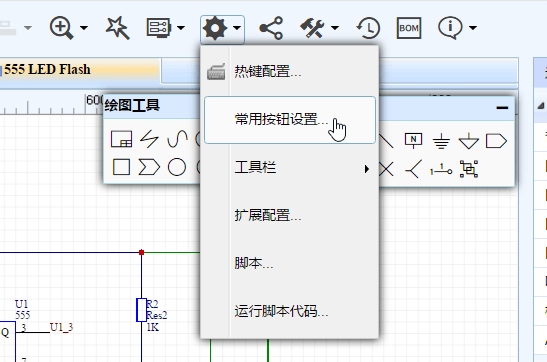 BOM
555 LED Flash
热键配置...
600
绘图工具
常用按钮设置...
N
工具栏
1
扩展配置...
脚本...
U1
555
R2
Res2
1K
运行脚本代码...
Q
3
U1_3
7